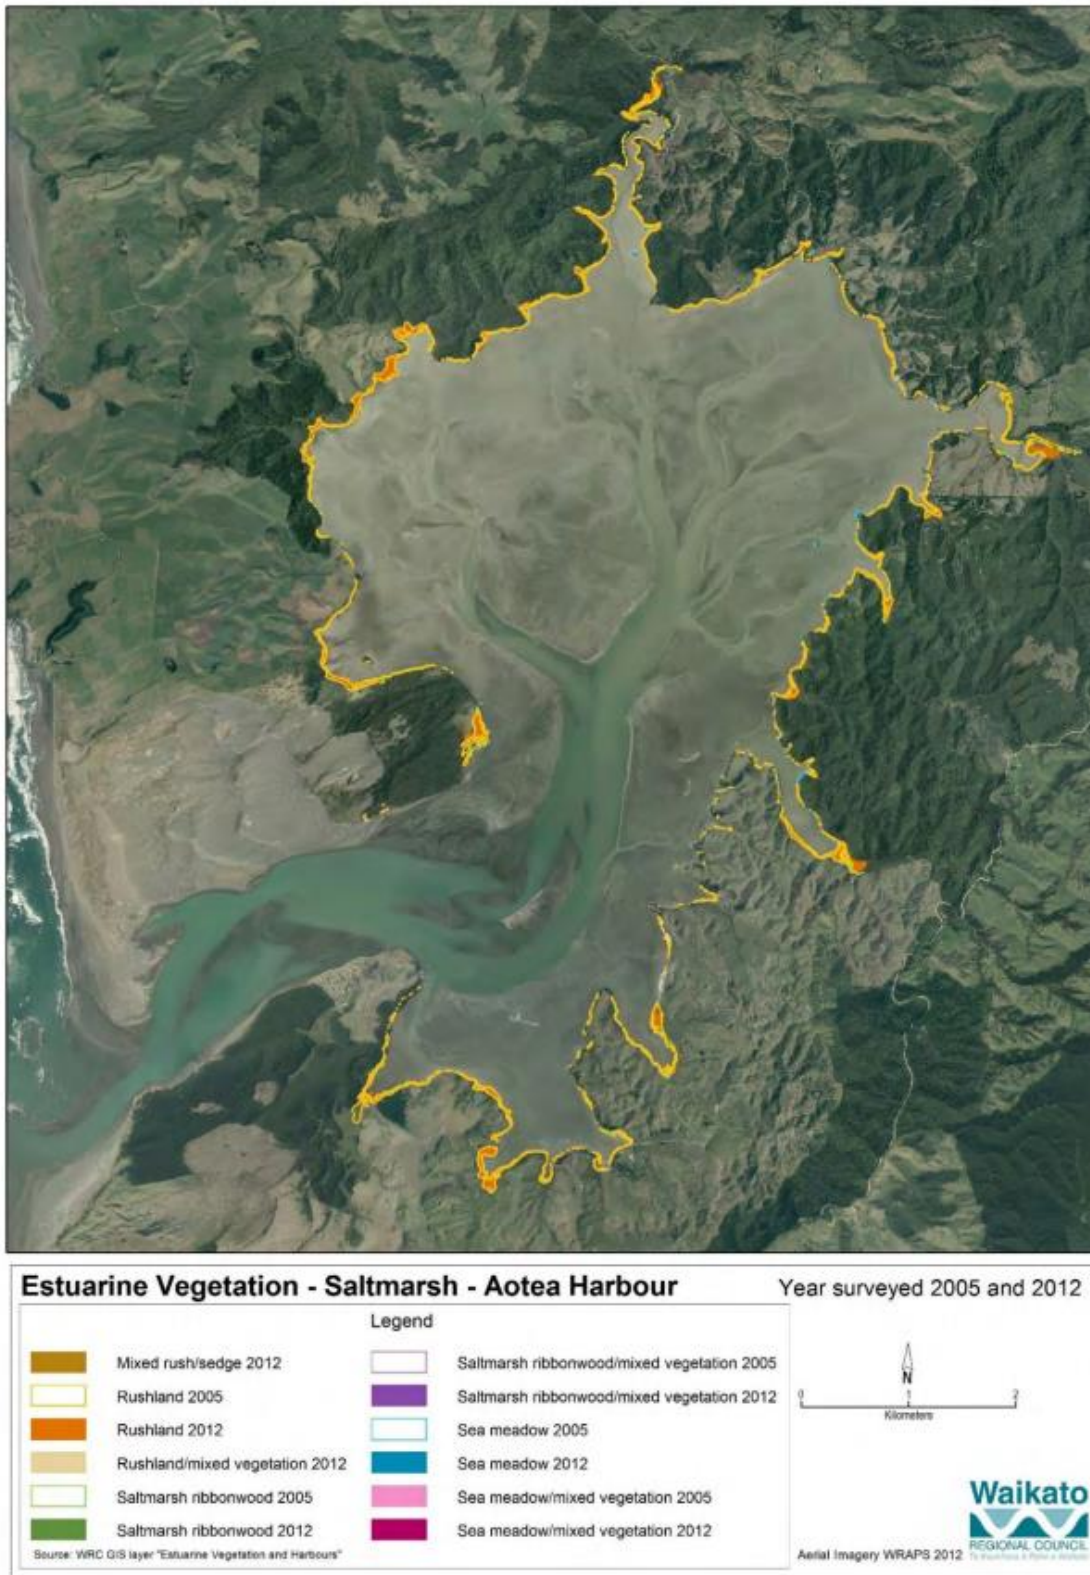 Estuarine Vegetation - Saltmarsh - Aotea Harbour
Year surveyed 2005 and 2012
Legend
Mixed rush/sedge 2012
Rushland 2005
Rushland 2012
Rushland/mixed vegetation 2012
Saltmarsh ribbonwood 2005
Saltmarsh ribbonwood 2012
Saltmarsh ribbonwood/mixed vegetation 2005
Saltmarsh ribbonwood/mixed vegetation 2012
Sea meadow 2005
Sea meadow 2012
Sea meadow/mixed vegetation 2005
Sea meadow/mixed vegetation 2012
N
0 1 2
Kilometers
Source: WRC GIS layer "Estuarine Vegetation and Harbours"
Aerial Imagery WRAPS 2012
Waikato
REGIONAL COUNCIL